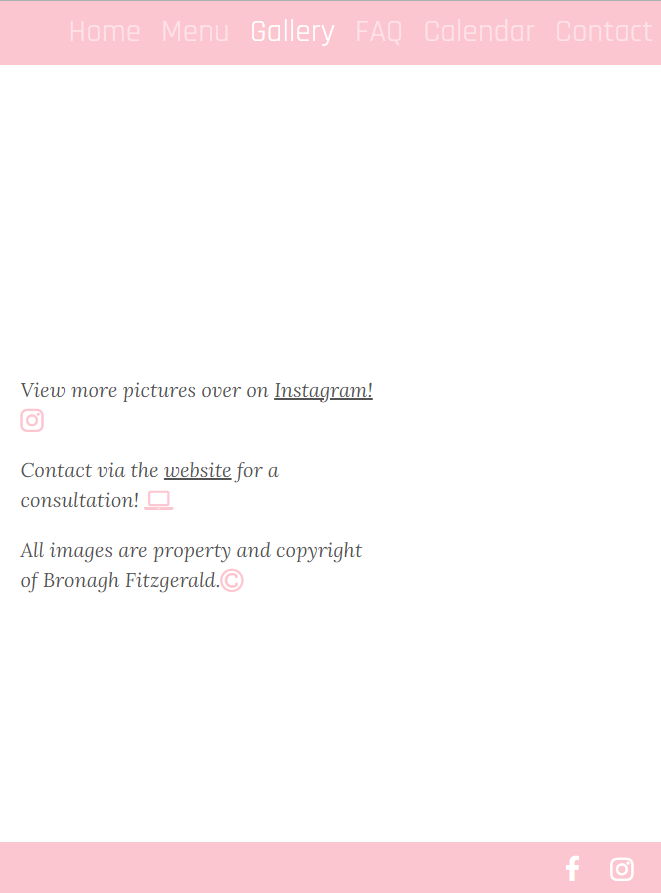 Home Menu Gallery FAQ Calendar Contact
View more pictures over on Instagram!
Contact via the website for a
consultation!
All images are property and copyright
of Bronagh Fitzgerald.©